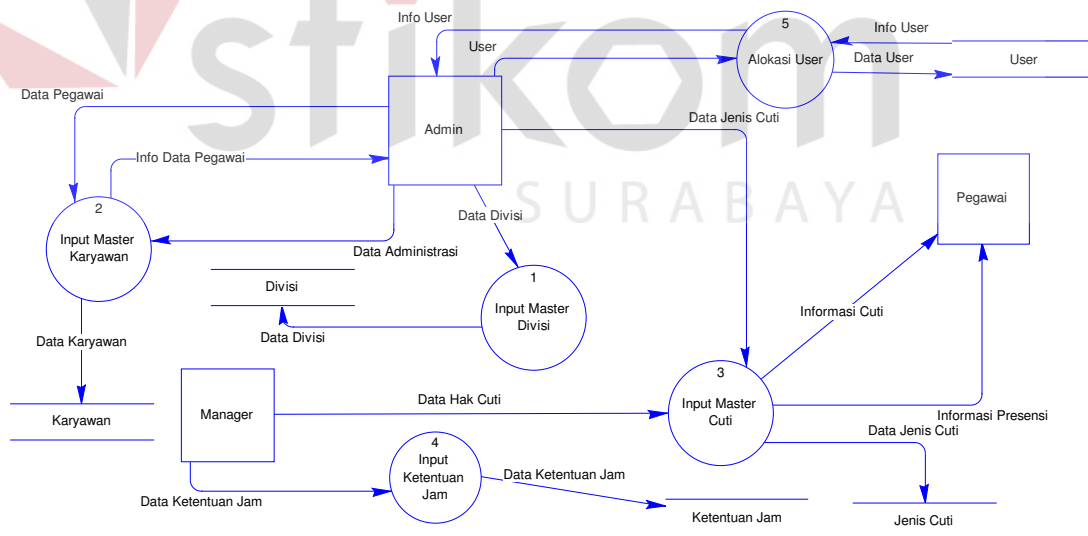 Info User
User
5
Alokasi User
Info User
Data User
User
stikom
SURABAYA
Data Pegawai
Admin
Data Jenis Cuti
Info Data Pegawai
Pegawai
2
Input Master
Karyawan
Data Divisi
Data Administrasi
Divisi
1
Input Master
Divisi
Data Divisi
Data Karyawan
Informasi Cuti
Karyawan
Manager
Data Hak Cuti
3
Input Master
Cuti
Informasi Presensi
Data Jenis Cuti
4
Input
Ketentuan
Jam
Data Ketentuan Jam
Data Ketentuan Jam
Ketentuan Jam
Jenis Cuti